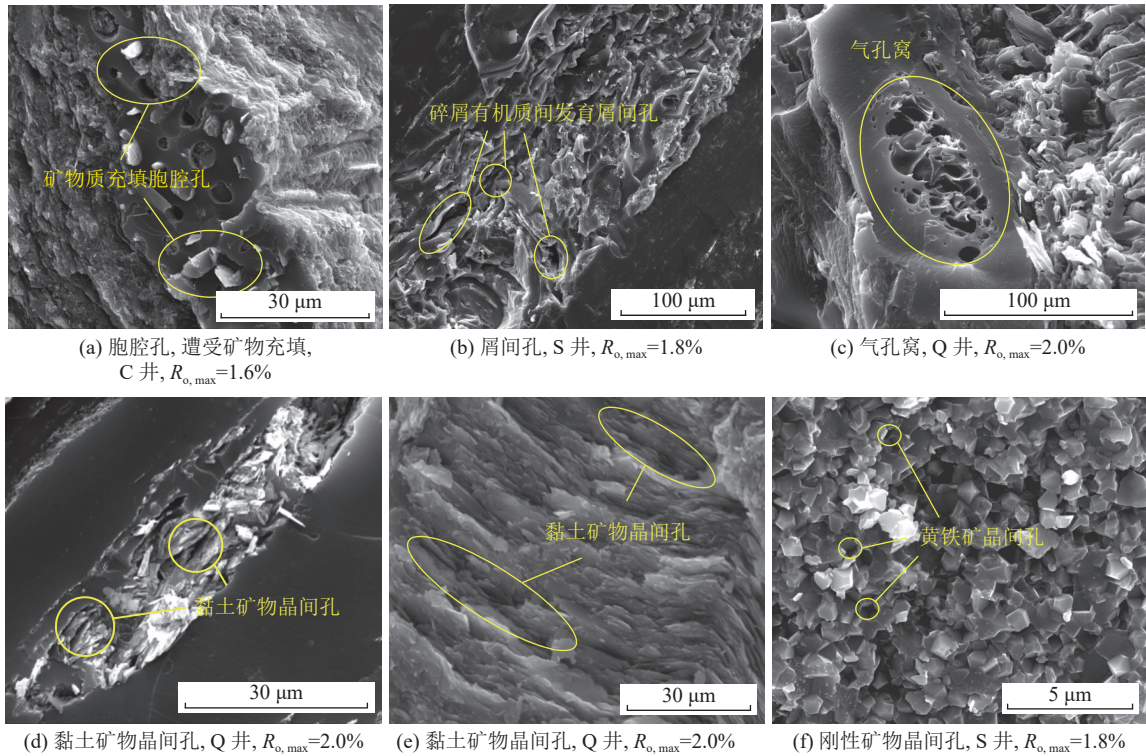 矿物质充填胞腔孔
30 μm
(a) 胞腔孔, 遭受矿物充填,
C 井, Ro, max=1.6%
碎屑有机质间发育屑间孔
100 μm
(b) 屑间孔, S 井, Ro, max=1.8%
气孔窝
100 μm
(c) 气孔窝, Q 井, Ro, max=2.0%
黏土矿物晶间孔
30 μm
(d) 黏土矿物晶间孔, Q 井, Ro, max=2.0%
黏土矿物晶间孔
30 μm
(e) 黏土矿物晶间孔, Q 井, Ro, max=2.0%
黄铁矿晶间孔
5 μm
(f) 刚性矿物晶间孔, S 井, Ro, max=1.8%